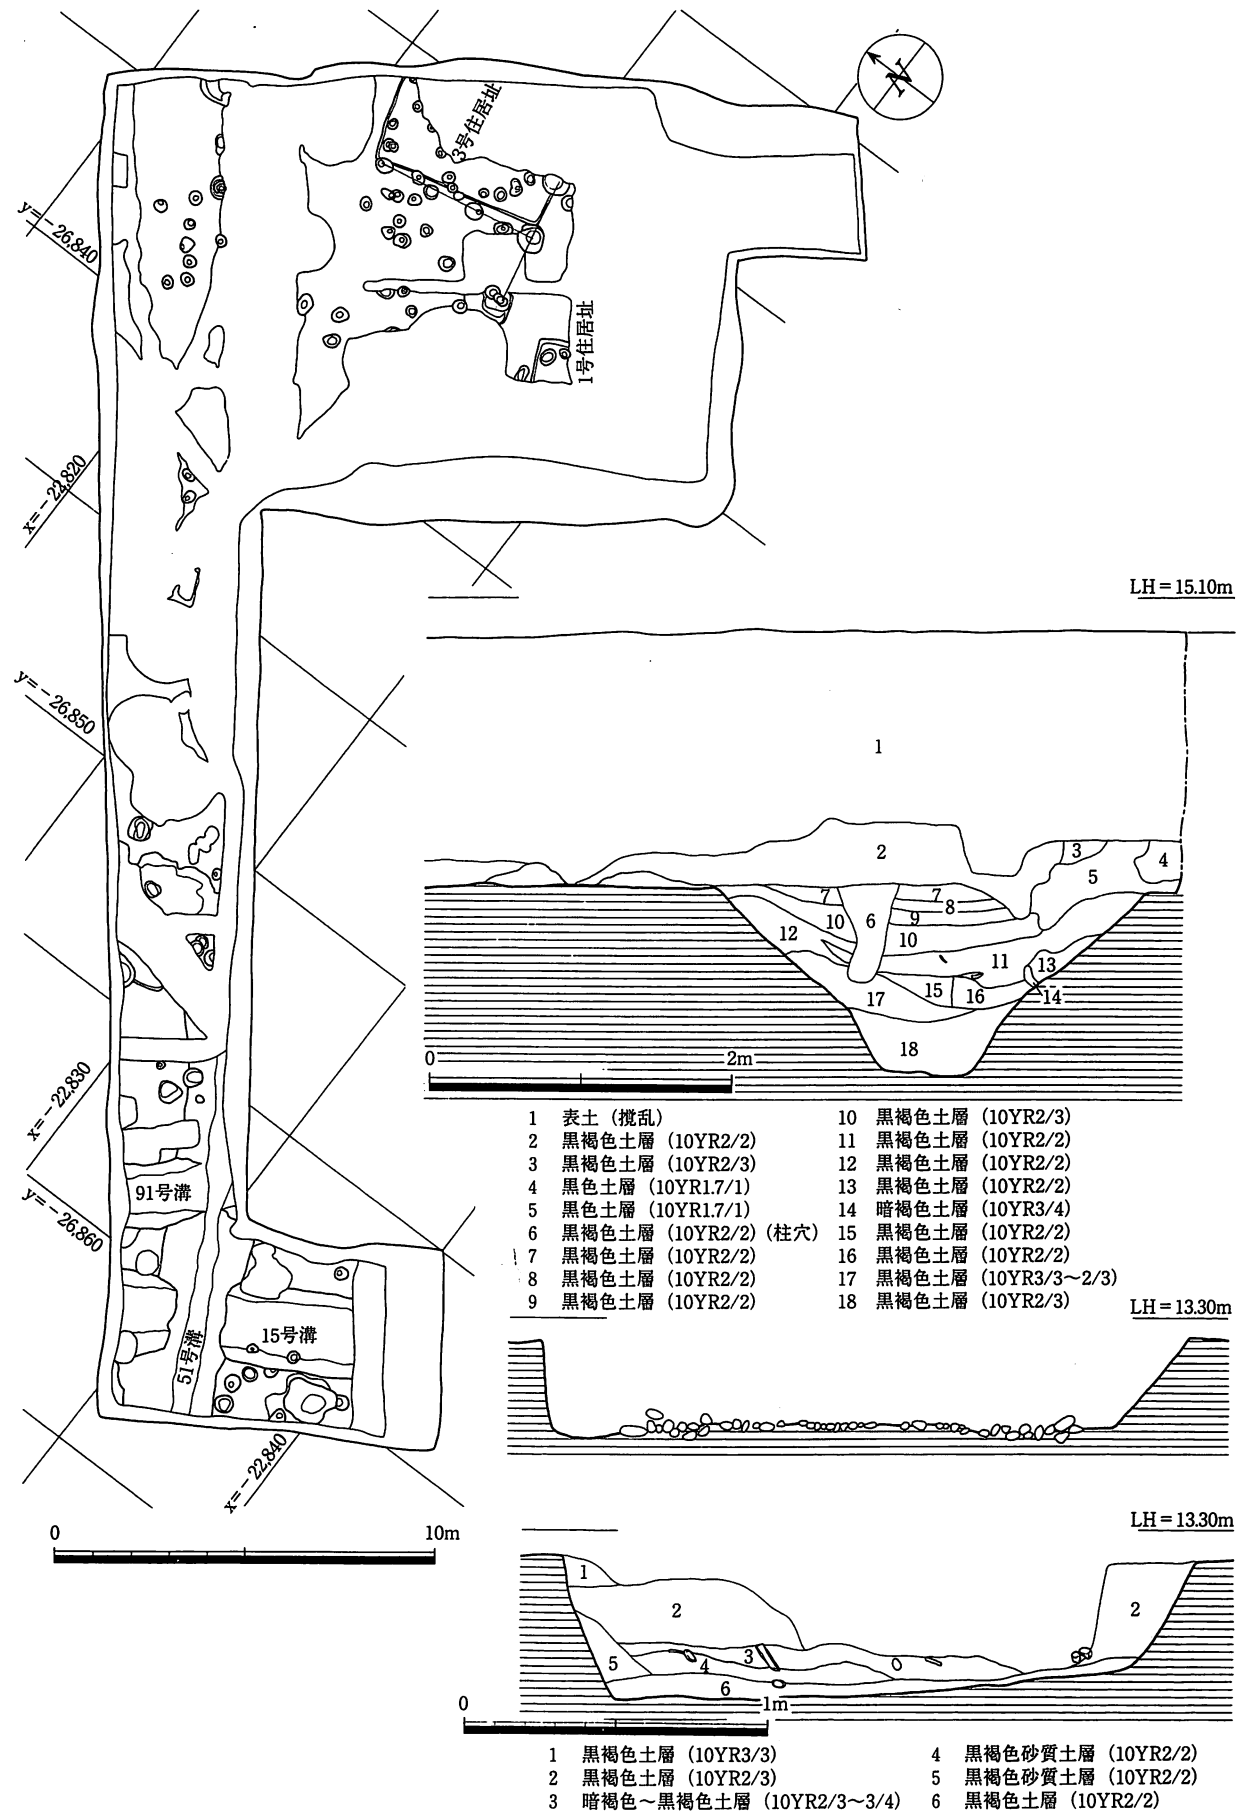 N
3号住居址
y=-26,840
1号住居址
x=-22,820
LH=15.10m
y=-26,850
1
2
3
4
5
7
7
8
6
9
10
10
12
11
13
15
16
14
17
18
0
2m
x=-22,830
91号溝
y=-26,860
15号溝
51号溝
x=-22,840
0
10m
1 表土(攪乱)
2 黒褐色土層(10YR2/2)
3 黒褐色土層(10YR2/3)
4 黒色土層(10YR1.7/1)
5 黒色土層(10YR1.7/1)
6 黒褐色土層(10YR2/2)(柱穴)
7 黒褐色土層(10YR2/2)
8 黒褐色土層(10YR2/2)
9 黒褐色土層(10YR2/2)
10 黒褐色土層(10YR2/3)
11 黒褐色土層(10YR2/2)
12 黒褐色土層(10YR2/2)
13 黒褐色土層(10YR2/2)
14 暗褐色土層(10YR3/4)
15 黒褐色土層(10YR2/2)
16 黒褐色土層(10YR2/2)
17 黒褐色土層(10YR3/3〜2/3)
18 黒褐色土層(10YR2/3)
LH=13.30m
LH=13.30m
1
2
2
3
4
5
6
0
1m
1 黒褐色土層(10YR3/3)
2 黒褐色土層(10YR2/3)
3 暗褐色〜黒褐色土層(10YR2/3〜3/4)
4 黒褐色砂質土層(10YR2/2)
5 黒褐色砂質土層(10YR2/2)
6 黒褐色土層(10YR2/2)